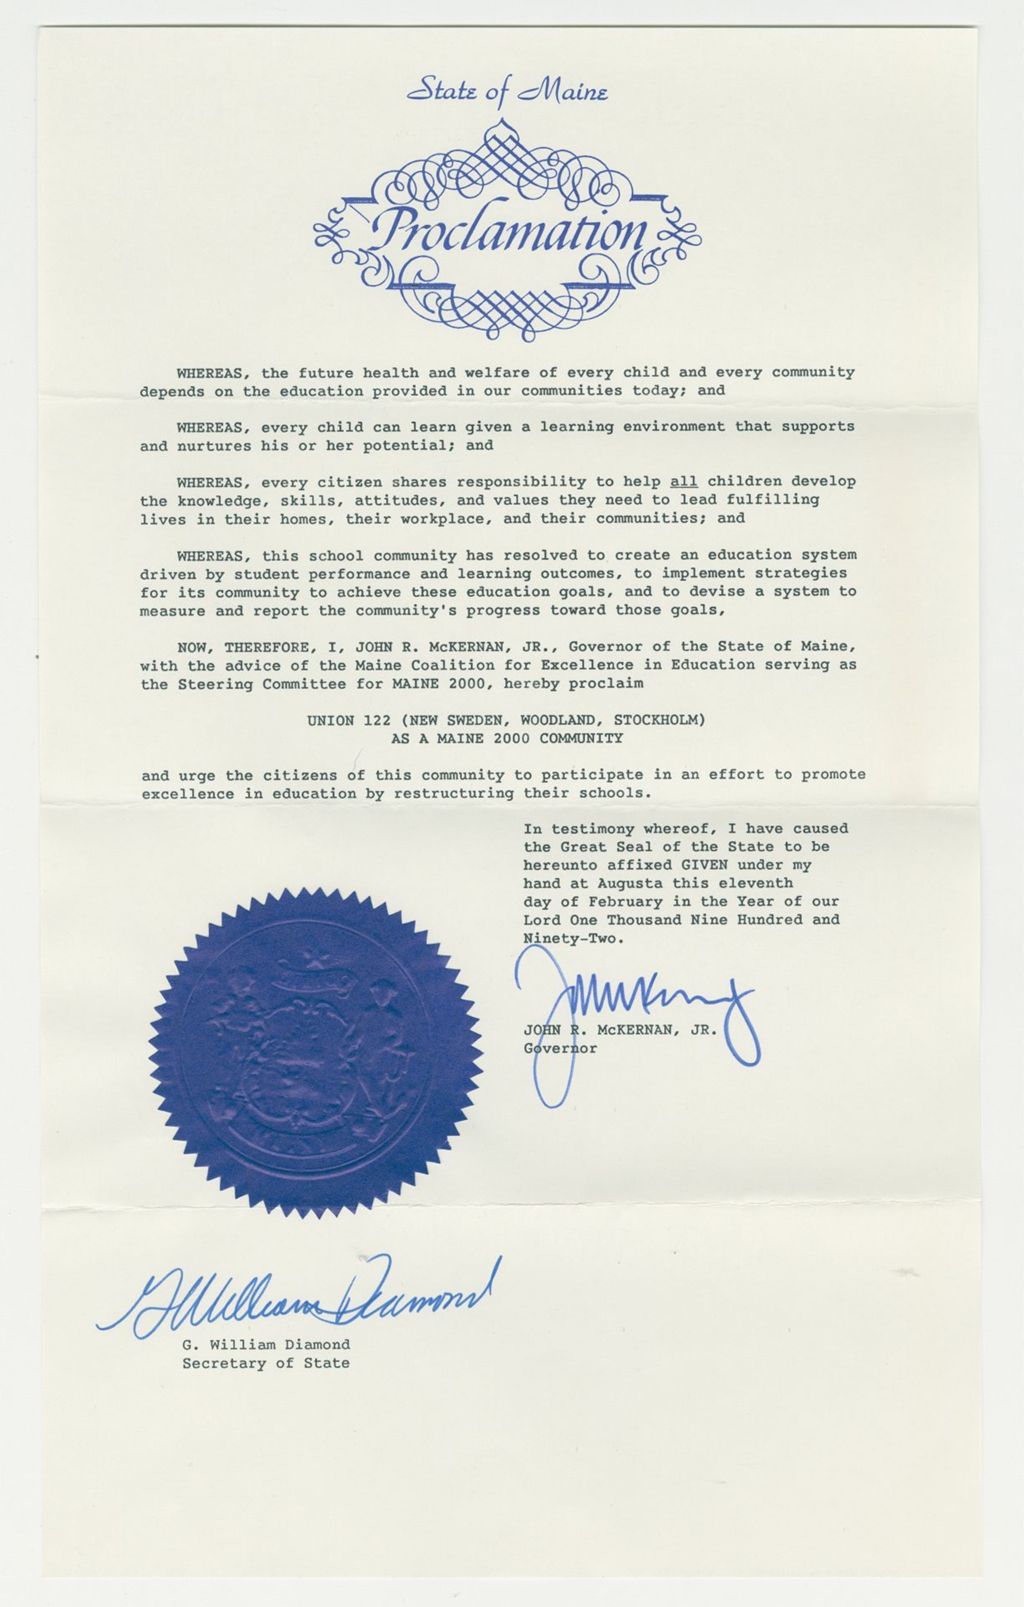 State of Maine
Proclamation
WHEREAS, the future health and welfare of every child and every community
depends on the education provided in our communities today; and
WHEREAS, every child can learn given a learning environment that supports
and nurtures his or her potential; and
WHEREAS, every citizen shares responsibility to help all children develop
the knowledge, skills, attitudes, and values they need to lead fulfilling
lives in their homes, their workplace, and their communities; and
WHEREAS, this school community has resolved to create an education system
driven by student performance and learning outcomes, to implement strategies
for its community to achieve these education goals, and to devise a system to
measure and report the community's progress toward those goals,
NOW, THEREFORE, I, JOHN R. McKERNAN, JR., Governor of the State of Maine,
with the advice of the Maine Coalition for Excellence in Education serving as
the Steering Committee for MAINE 2000, hereby proclaim
UNION 122 (NEW SWEDEN, WOODLAND, STOCKHOLM)
AS A MAINE 2000 COMMUNITY
and urge the citizens of this community to participate in an effort to promote
excellence in education by restructuring their schools.
In testimony whereof, I have caused
the Great Seal of the State to be
hereunto affixed GIVEN under my
hand at Augusta this eleventh
day of February in the Year of our
Lord One Thousand Nine Hundred and
Ninety-Two.
JOHN R. McKERNAN, JR.
Governor
G William Diamond
G. William Diamond
Secretary of State